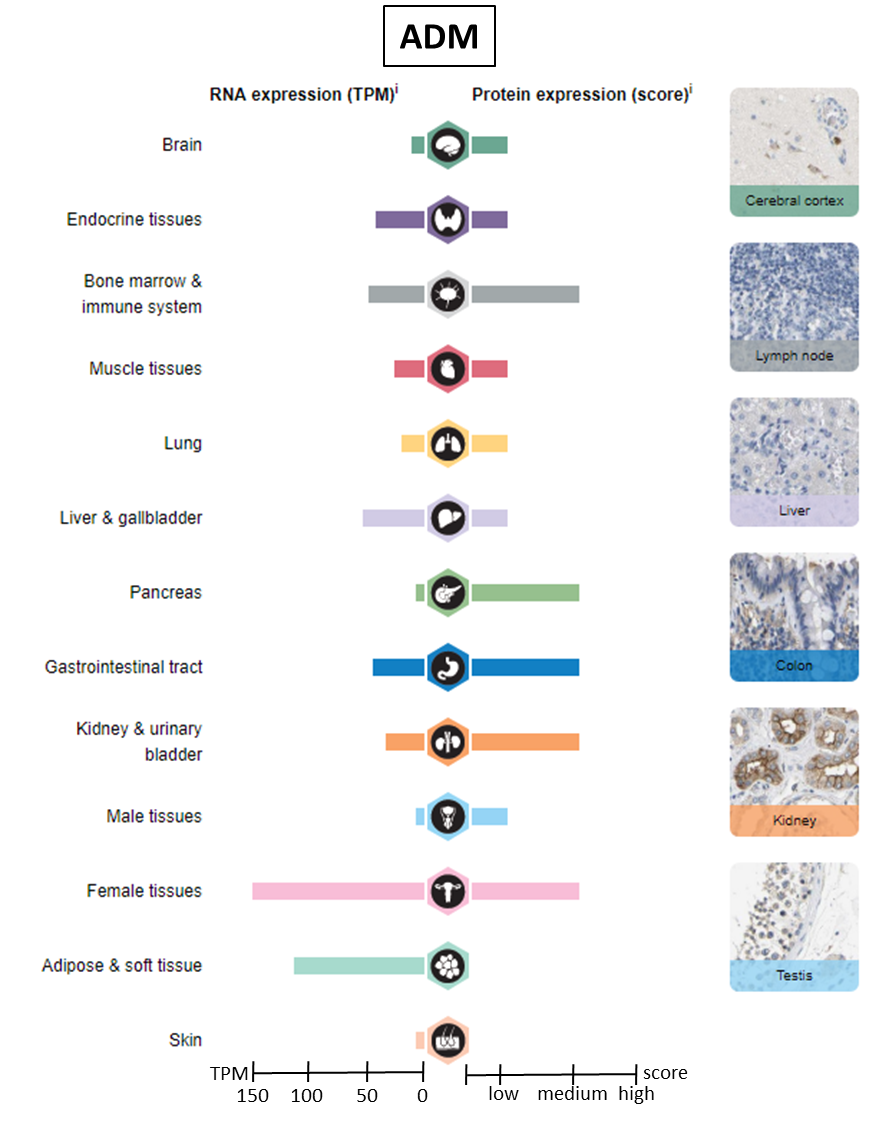 ADM
RNA expression (TPM)i
Protein expression (score)i
Brain
Endocrine tissues
Bone marrow &
immune system
Muscle tissues
Lung
Liver & gallbladder
Pancreas
Gastrointestinal tract
Kidney & urinary
bladder
Male tissues
Female tissues
Adipose & soft tissue
Skin
Cerebral cortex
Lymph node
Liver
Colon
Kidney
Testis
TPM
150 100 50 0
score
low medium high